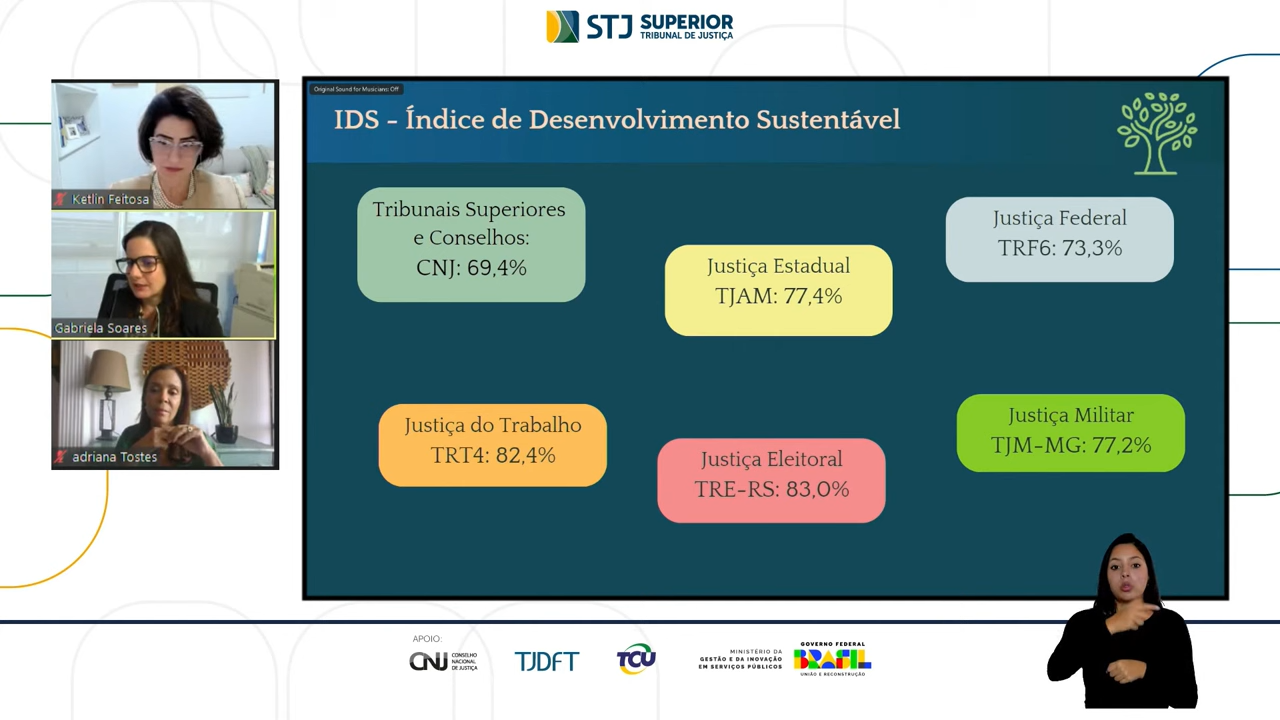 STJ SUPERIOR
TRIBUNAL DE JUSTIÇA
Original Sound for Musicians: Off
IDS - Índice de Desenvolvimento Sustentável
Ketlin Feitosa
Gabriela Soares
adriana Tostes
Tribunais Superiores
e Conselhos:
CNJ: 69,4%
Justiça Estadual
TJAM: 77,4%
Justiça Federal
TRF6: 73,3%
Justiça do Trabalho
TRT4: 82,4%
Justiça Eleitoral
TRE-RS: 83,0%
Justiça Militar
TJM-MG: 77,2%
APOIO:
CNJ CONSELHO
NACIONAL
DE JUSTIÇA
TJDFT
TCU
MINISTÉRIO DA
GESTÃO E DA INOVAÇÃO
EM SERVIÇOS PÚBLICOS
GOVERNO FEDERAL
BRASIL
UNIÃO E RECONSTRUÇÃO